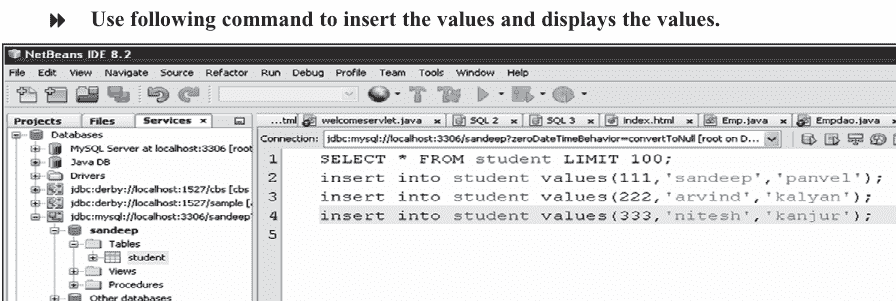 Use following command to insert the values and displays the values.
NetBeans IDE 8.2
File Edit View Navigate Source Refactor Run Debug Profile Team Tools Window Help
Projects Files Services × ...tml welcomeservlet.java × SQL 2 × SQL 3 × index.html × Emp.java × Empdao.java ×
Databases
Connection: jdbc:mysql://localhost:3306/sandeep?zeroDateTimeBehavior=convertToNull [root on D...
MySQL Server at localhost:3306 [root
1 SELECT * FROM student LIMIT 100;
Java DB
2 insert into student values(111,'sandeep','panvel');
Drivers
jdbc:derby://localhost:1527/cbs [cbs
3 insert into student values(222,'arvind','kalyan');
jdbc:derby://localhost:1527/sample [
4 insert into student values(333,'nitesh','kanjur');
jdbc:mysql://localhost:3306/sandeep
5
sandeep
Tables
student
Views
Procedures
Other databases